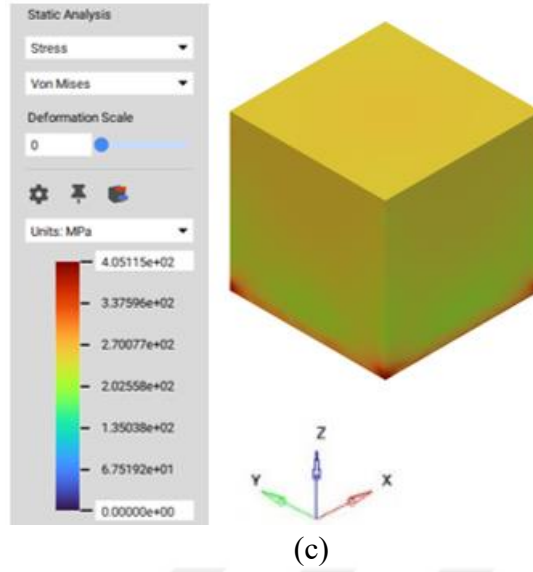 Static Analysis
Stress
Von Mises
Deformation Scale
0
Units: MPa
4.05115e+02
3.37596e+02
2.70077e+02
2.02558e+02
1.35038e+02
6.75192e+01
0.00000e+00
Z
Y
X
(c)